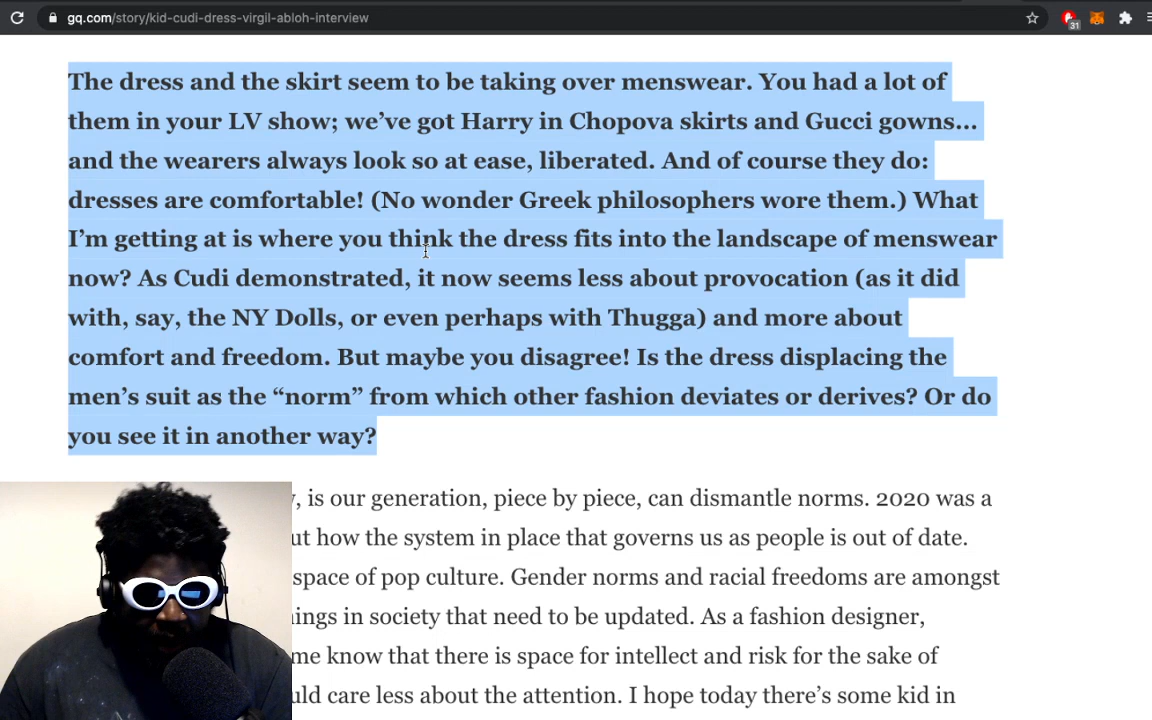 gq.com/story/kid-cudi-dress-virgil-abloh-interview
31
The dress and the skirt seem to be taking over menswear. You had a lot of
them in your LV show; we’ve got Harry in Chopova skirts and Gucci gowns…
and the wearers always look so at ease, liberated. And of course they do:
dresses are comfortable! (No wonder Greek philosophers wore them.) What
I’m getting at is where you think the dress fits into the landscape of menswear
now? As Cudi demonstrated, it now seems less about provocation (as it did
with, say, the NY Dolls, or even perhaps with Thugga) and more about
comfort and freedom. But maybe you disagree! Is the dress displacing the
men’s suit as the “norm” from which other fashion deviates or derives? Or do
you see it in another way?
, is our generation, piece by piece, can dismantle norms. 2020 was a
how the system in place that governs us as people is out of date.
space of pop culture. Gender norms and racial freedoms are amongst
in society that need to be updated. As a fashion designer,
me know that there is space for intellect and risk for the sake of
care less about the attention. I hope today there’s some kid in